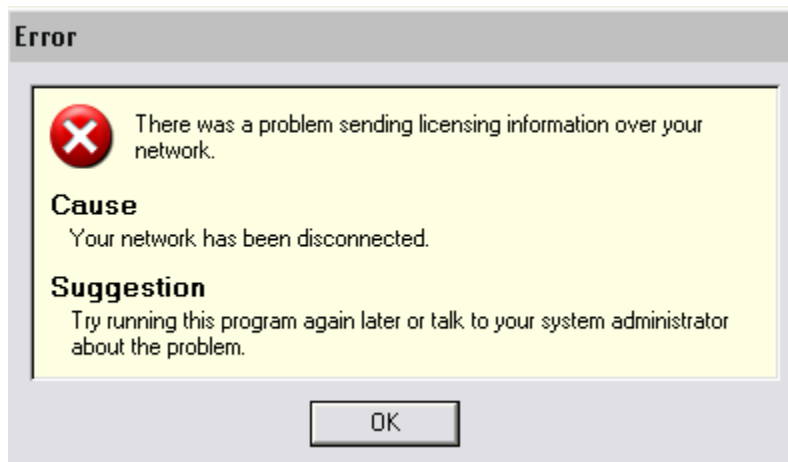 Error
There was a problem sending licensing information over your
network.
Cause
Your network has been disconnected.
Suggestion
Try running this program again later or talk to your system administrator
about the problem.
OK